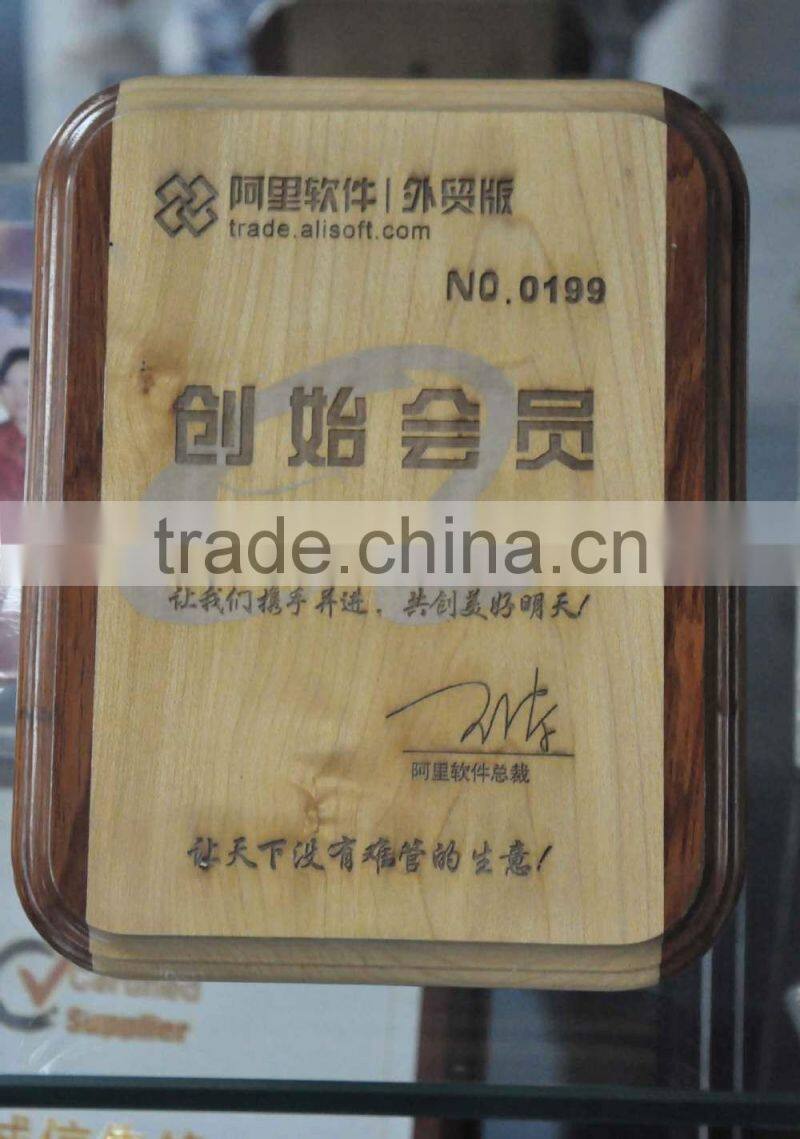 阿里软件|外贸版
trade.alisoft.com
NO.0199
创始会员
trade.china.cn
让我们携手并进，共创美好明天!
阿里软件总裁
让天下没有难管的生意!
Certified
Supplier